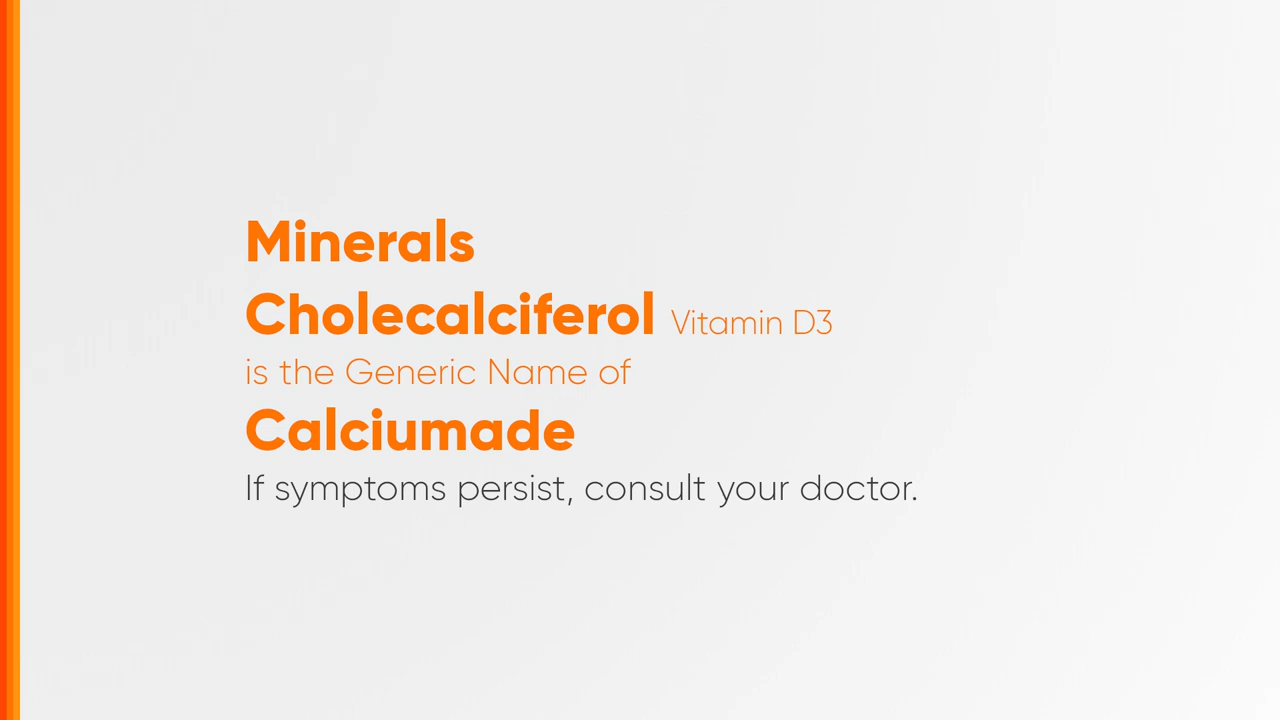 Minerals
Cholecalciferol Vitamin D3
is the Generic Name of
Calciumade
If symptoms persist, consult your doctor.